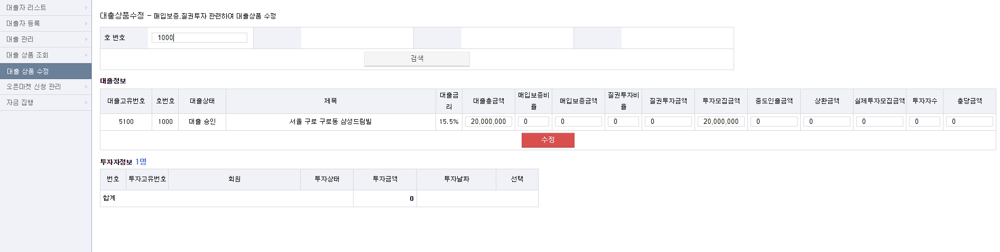 대출자 리스트
대출자 등록
대출 관리
대출 상품 조회
대출 상품 수정
오픈마켓 신청 관리
자금 집행
대출상품수정 - 매입보증,질권투자 관련하여 대출상품 수정
호 번호 1000
검색
대출정보
대출고유번호 호번호 대출상태 제목 대출금리 대출총금액 매입보증비율 매입보증금액 질권투자비율 질권투자금액 투자모집금액 중도인출금액 상환금액 실제투자모집금액 투자자수 충당금액
5100 1000 대출 승인 서울 구로 구로동 삼성드림빌 15.5% 20,000,000 0 0 0 0 20,000,000 0 0 0 0 0
수정
투자자정보 1명
번호 투자고유번호 회원 투자상태 투자금액 투자날짜 선택
합계 0